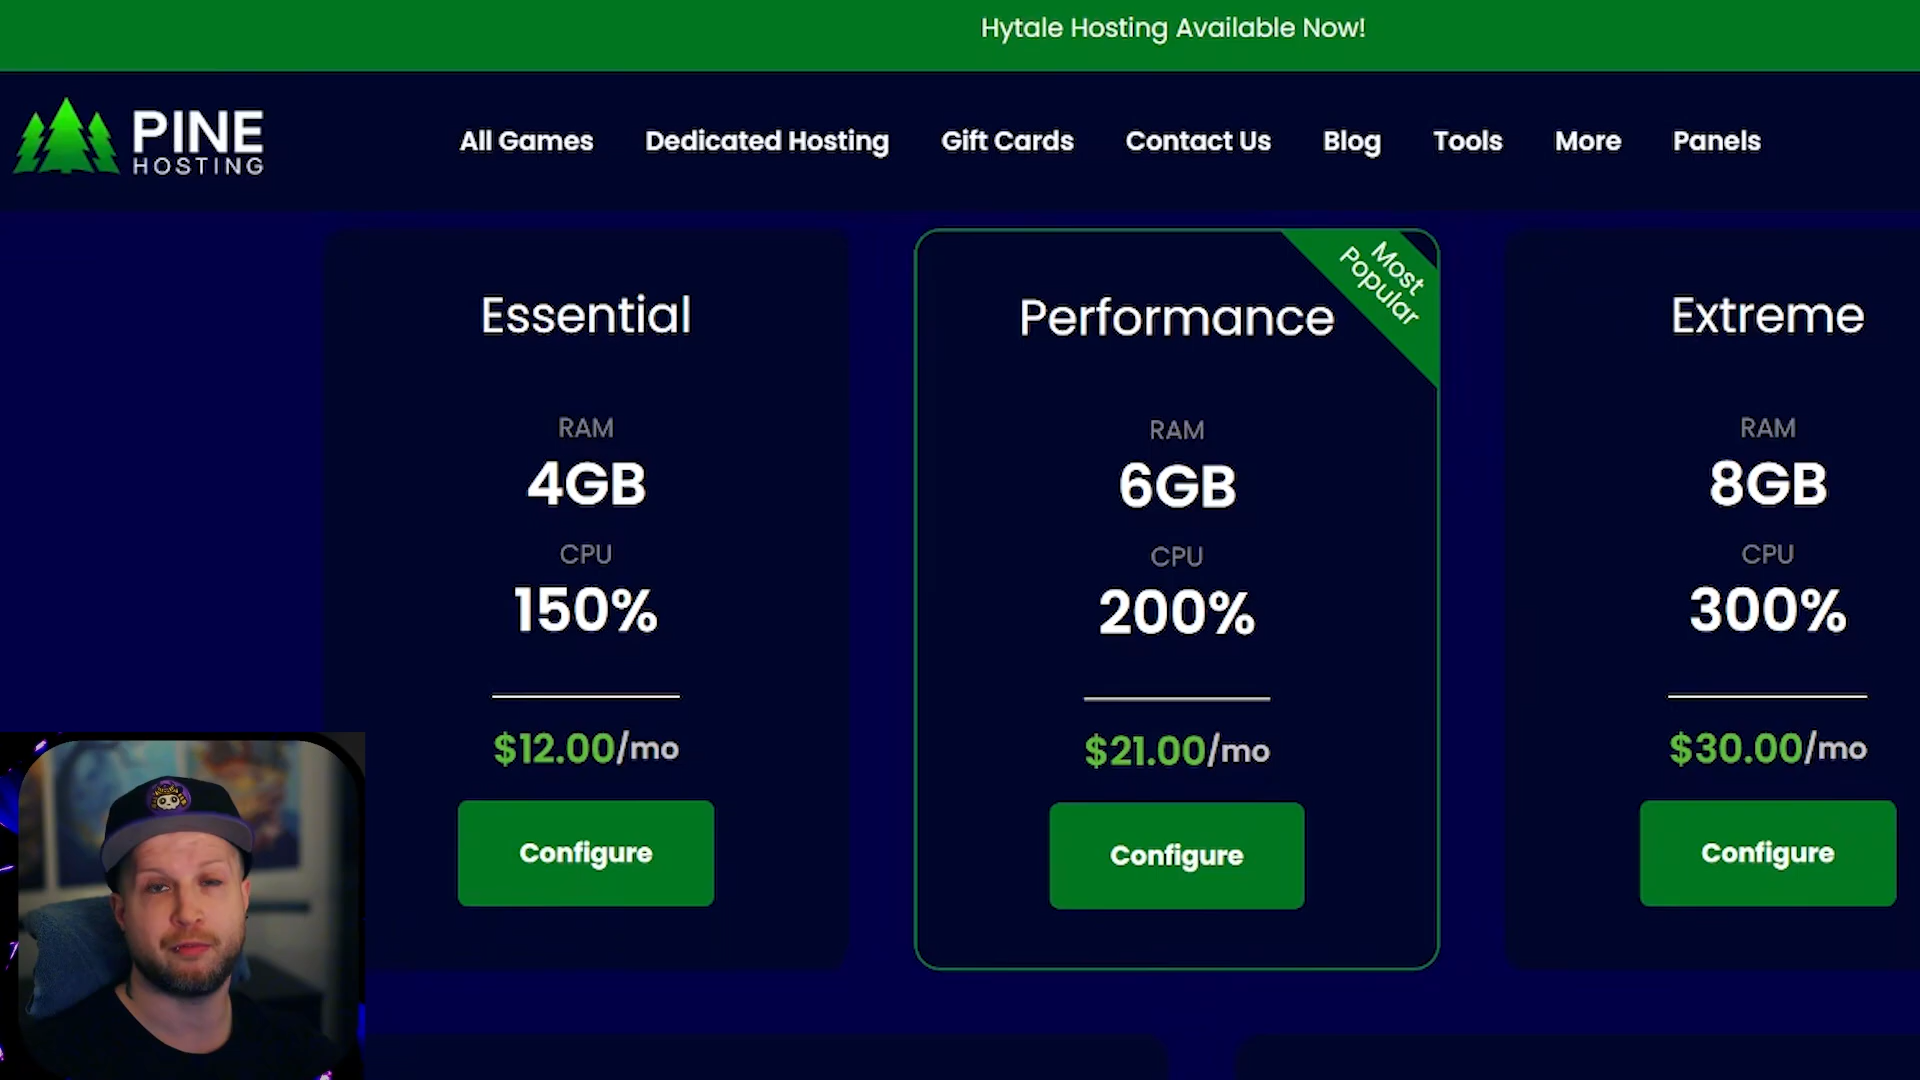 Hytale Hosting Available Now!
PINE
HOSTING
All Games
Dedicated Hosting
Gift Cards
Contact Us
Blog
Tools
More
Panels
Essential
RAM
4GB
CPU
150%
$12.00/mo
Configure
Most
Popular
Performance
RAM
6GB
CPU
200%
$21.00/mo
Configure
Extreme
RAM
8GB
CPU
300%
$30.00/mo
Configure